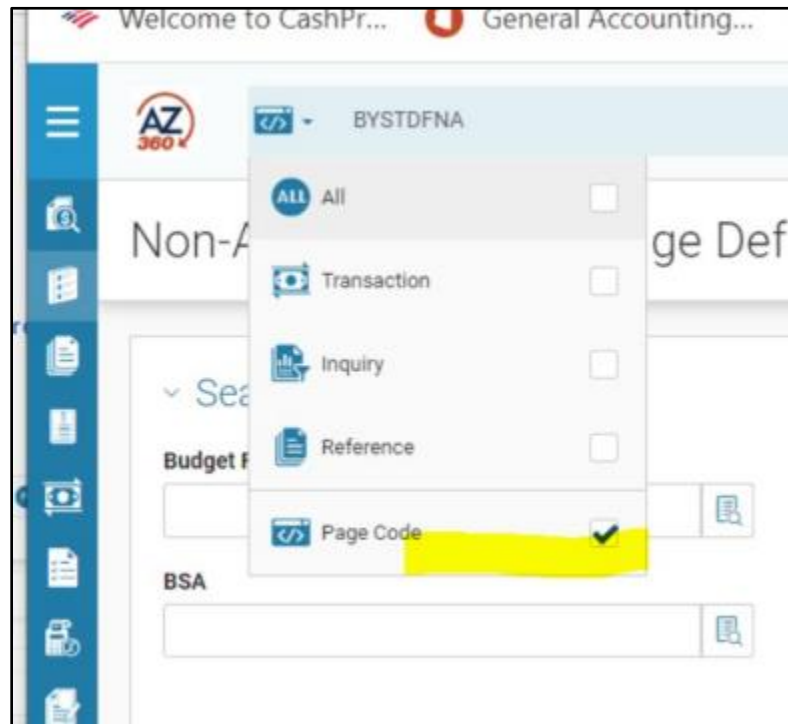 Welcome to CashPr... General Accounting...
AZ
360
BYSTDFNA
ALL All
Non-A ge Def
Transaction
Inquiry
Sea
Reference
Budget F
Page Code
BSA